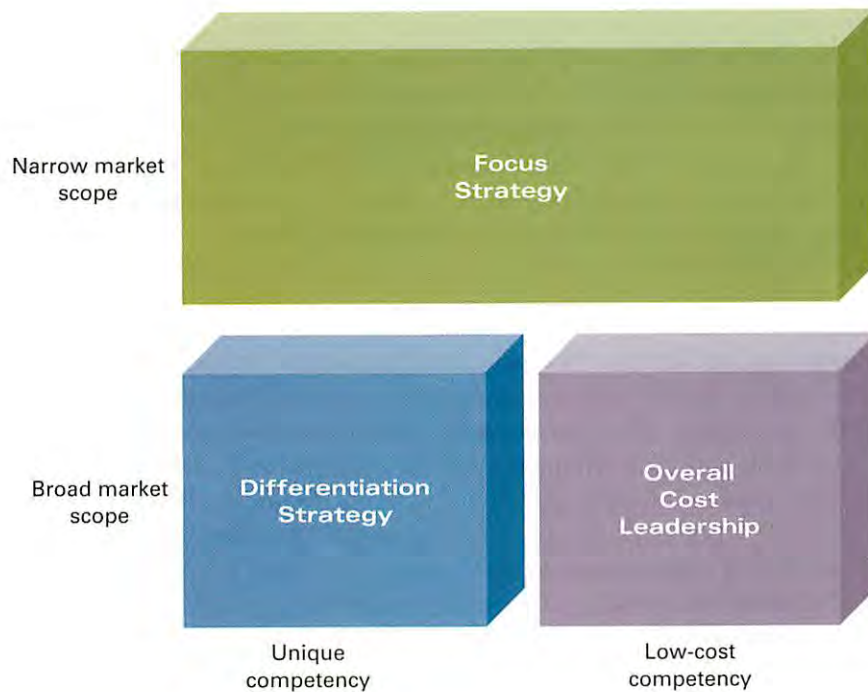 Narrow market
scope
Focus
Strategy
Broad market
scope
Differentiation
Strategy
Overall
Cost
Leadership
Unique
competency
Low-cost
competency